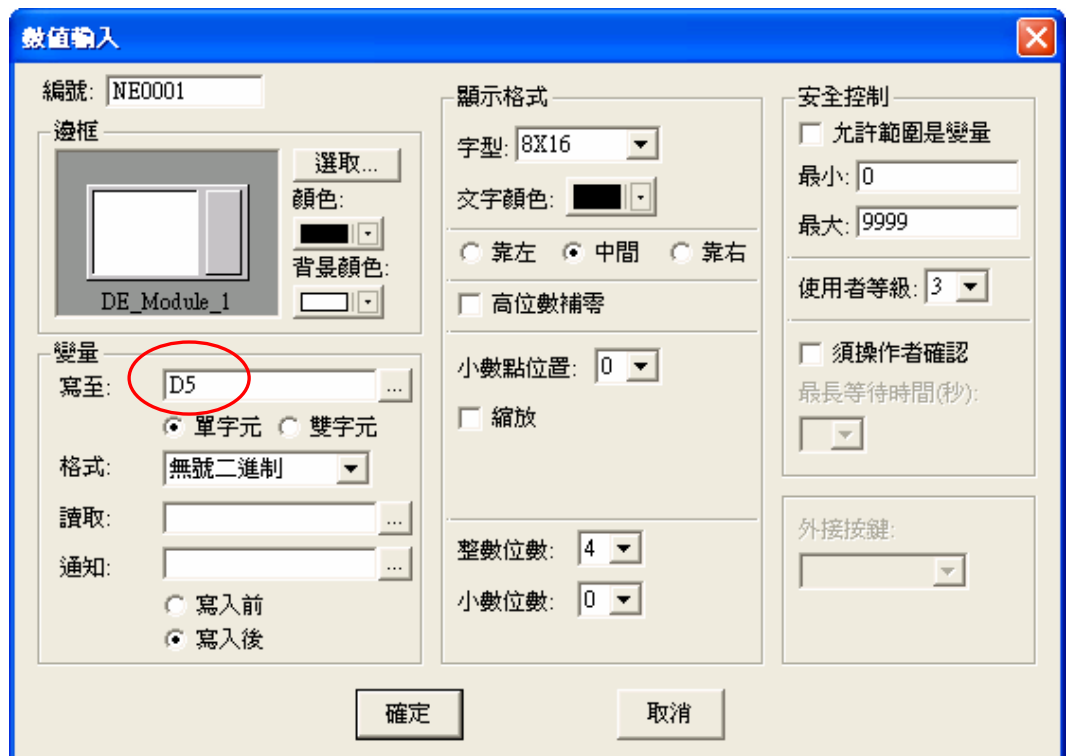 數值輸入
編號: NE0001
邊框
選取...
顏色:
背景顏色:
DE_Module_1
變量
寫至: D5 ...
單字元 雙字元
格式: 無號二進制
讀取: ...
通知: ...
寫入前
寫入後
顯示格式
字型: 8X16
文字顏色:
靠左 中間 靠右
高位數補零
小數點位置: 0
縮放
整數位數: 4
小數位數: 0
安全控制
允許範圍是變量
最小: 0
最大: 9999
使用者等級: 3
須操作者確認
最長等待時間(秒):
外接按鍵:
確定 取消